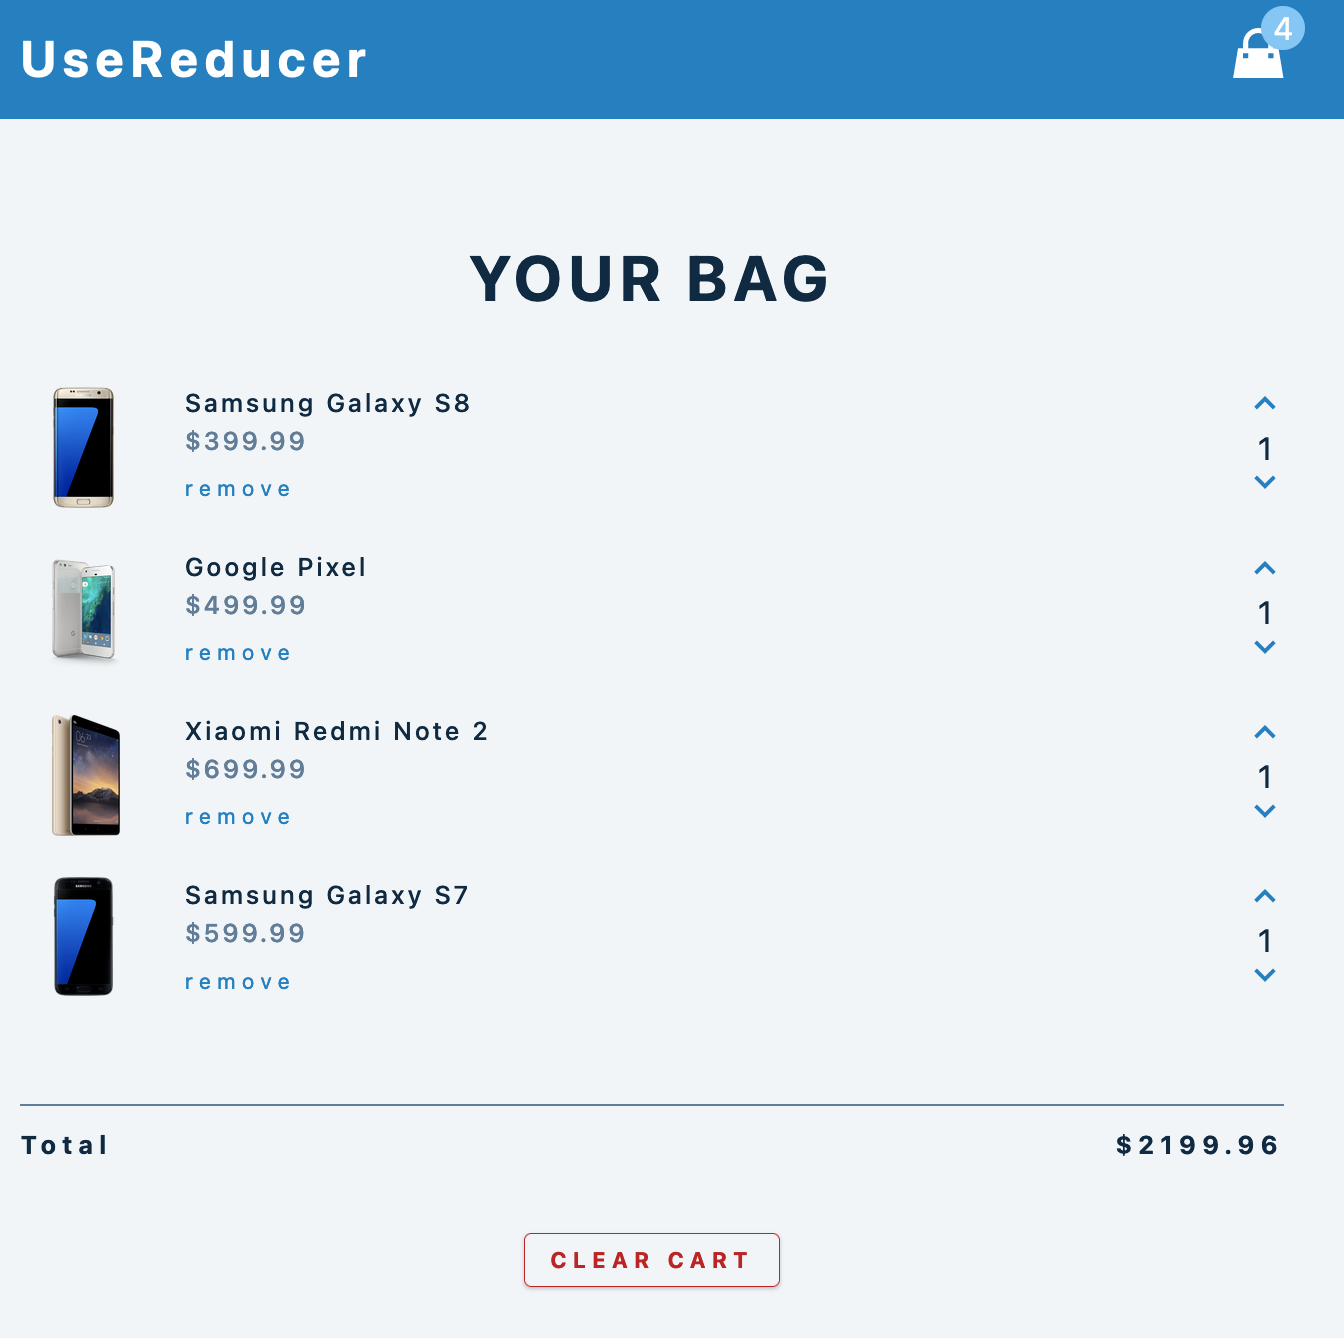 UseReducer
4
YOUR BAG
Samsung Galaxy S8
$399.99
remove
1
Google Pixel
$499.99
remove
1
Xiaomi Redmi Note 2
$699.99
remove
1
Samsung Galaxy S7
$599.99
remove
1
Total $2199.96
CLEAR CART